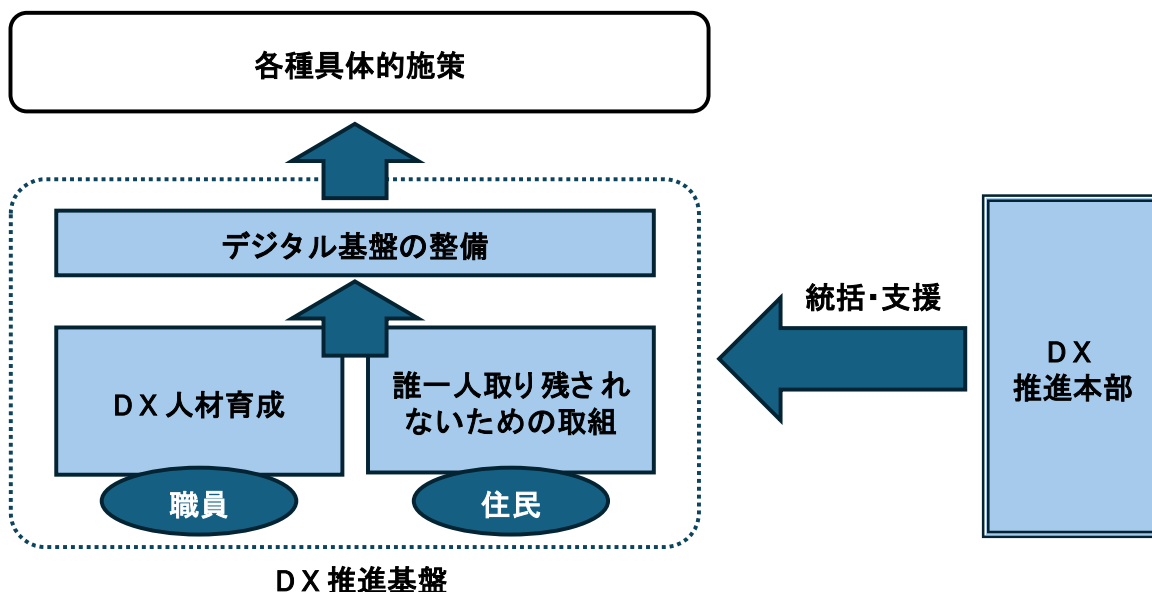 各種具体的施策
デジタル基盤の整備
統括・支援
DX
推進本部
DX人材育成
誰一人取り残され
ないための取組
職員
住民
DX推進基盤